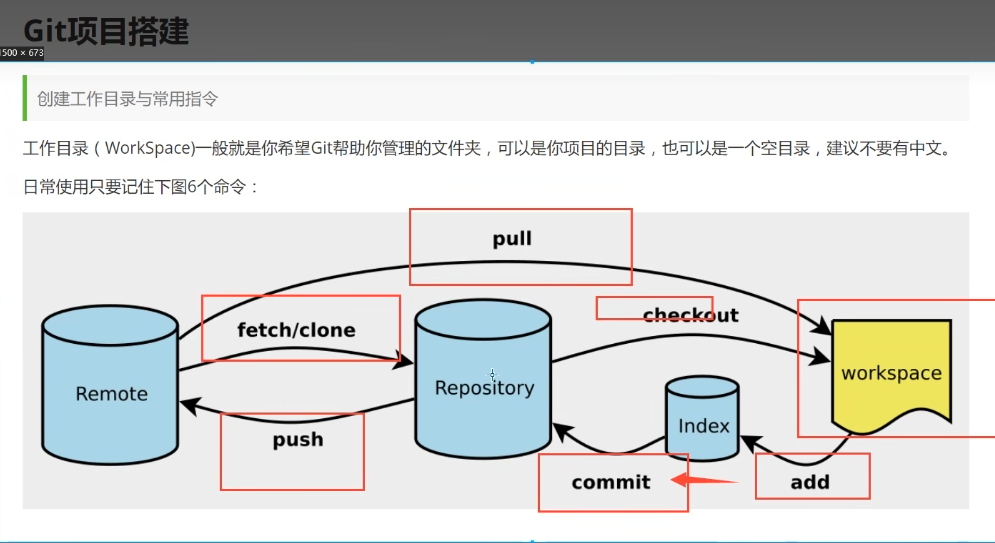 Git项目搭建
1500 × 673
创建工作目录与常用指令
工作目录（WorkSpace)一般就是你希望Git帮助你管理的文件夹，可以是你项目的目录，也可以是一个空目录，建议不要有中文。
日常使用只要记住下图6个命令：
pull
fetch/clone
checkout
Remote
Repository
workspace
Index
push
commit
add